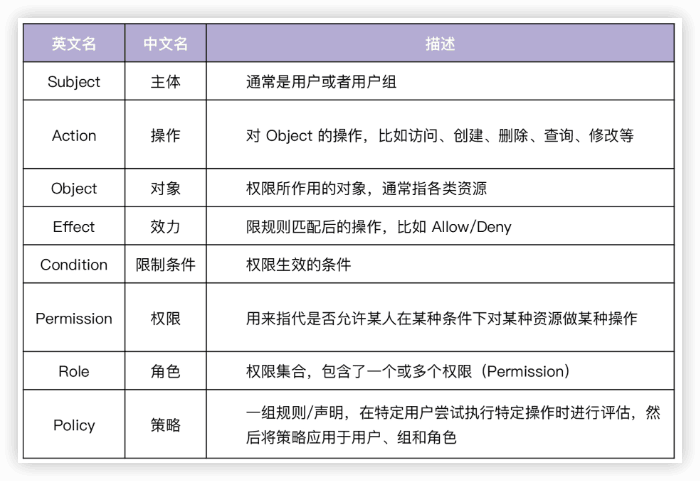 英文名 中文名 描述
Subject 主体 通常是用户或者用户组
Action 操作 对 Object 的操作，比如访问、创建、删除、查询、修改等
Object 对象 权限所作用的对象，通常指各类资源
Effect 效力 限规则匹配后的操作，比如 Allow/Deny
Condition 限制条件 权限生效的条件
Permission 权限 用来指代是否允许某人在某种条件下对某种资源做某种操作
Role 角色 权限集合，包含了一个或多个权限（Permission）
Policy 策略 一组规则/声明，在特定用户尝试执行特定操作时进行评估，然
后将策略应用于用户、组和角色